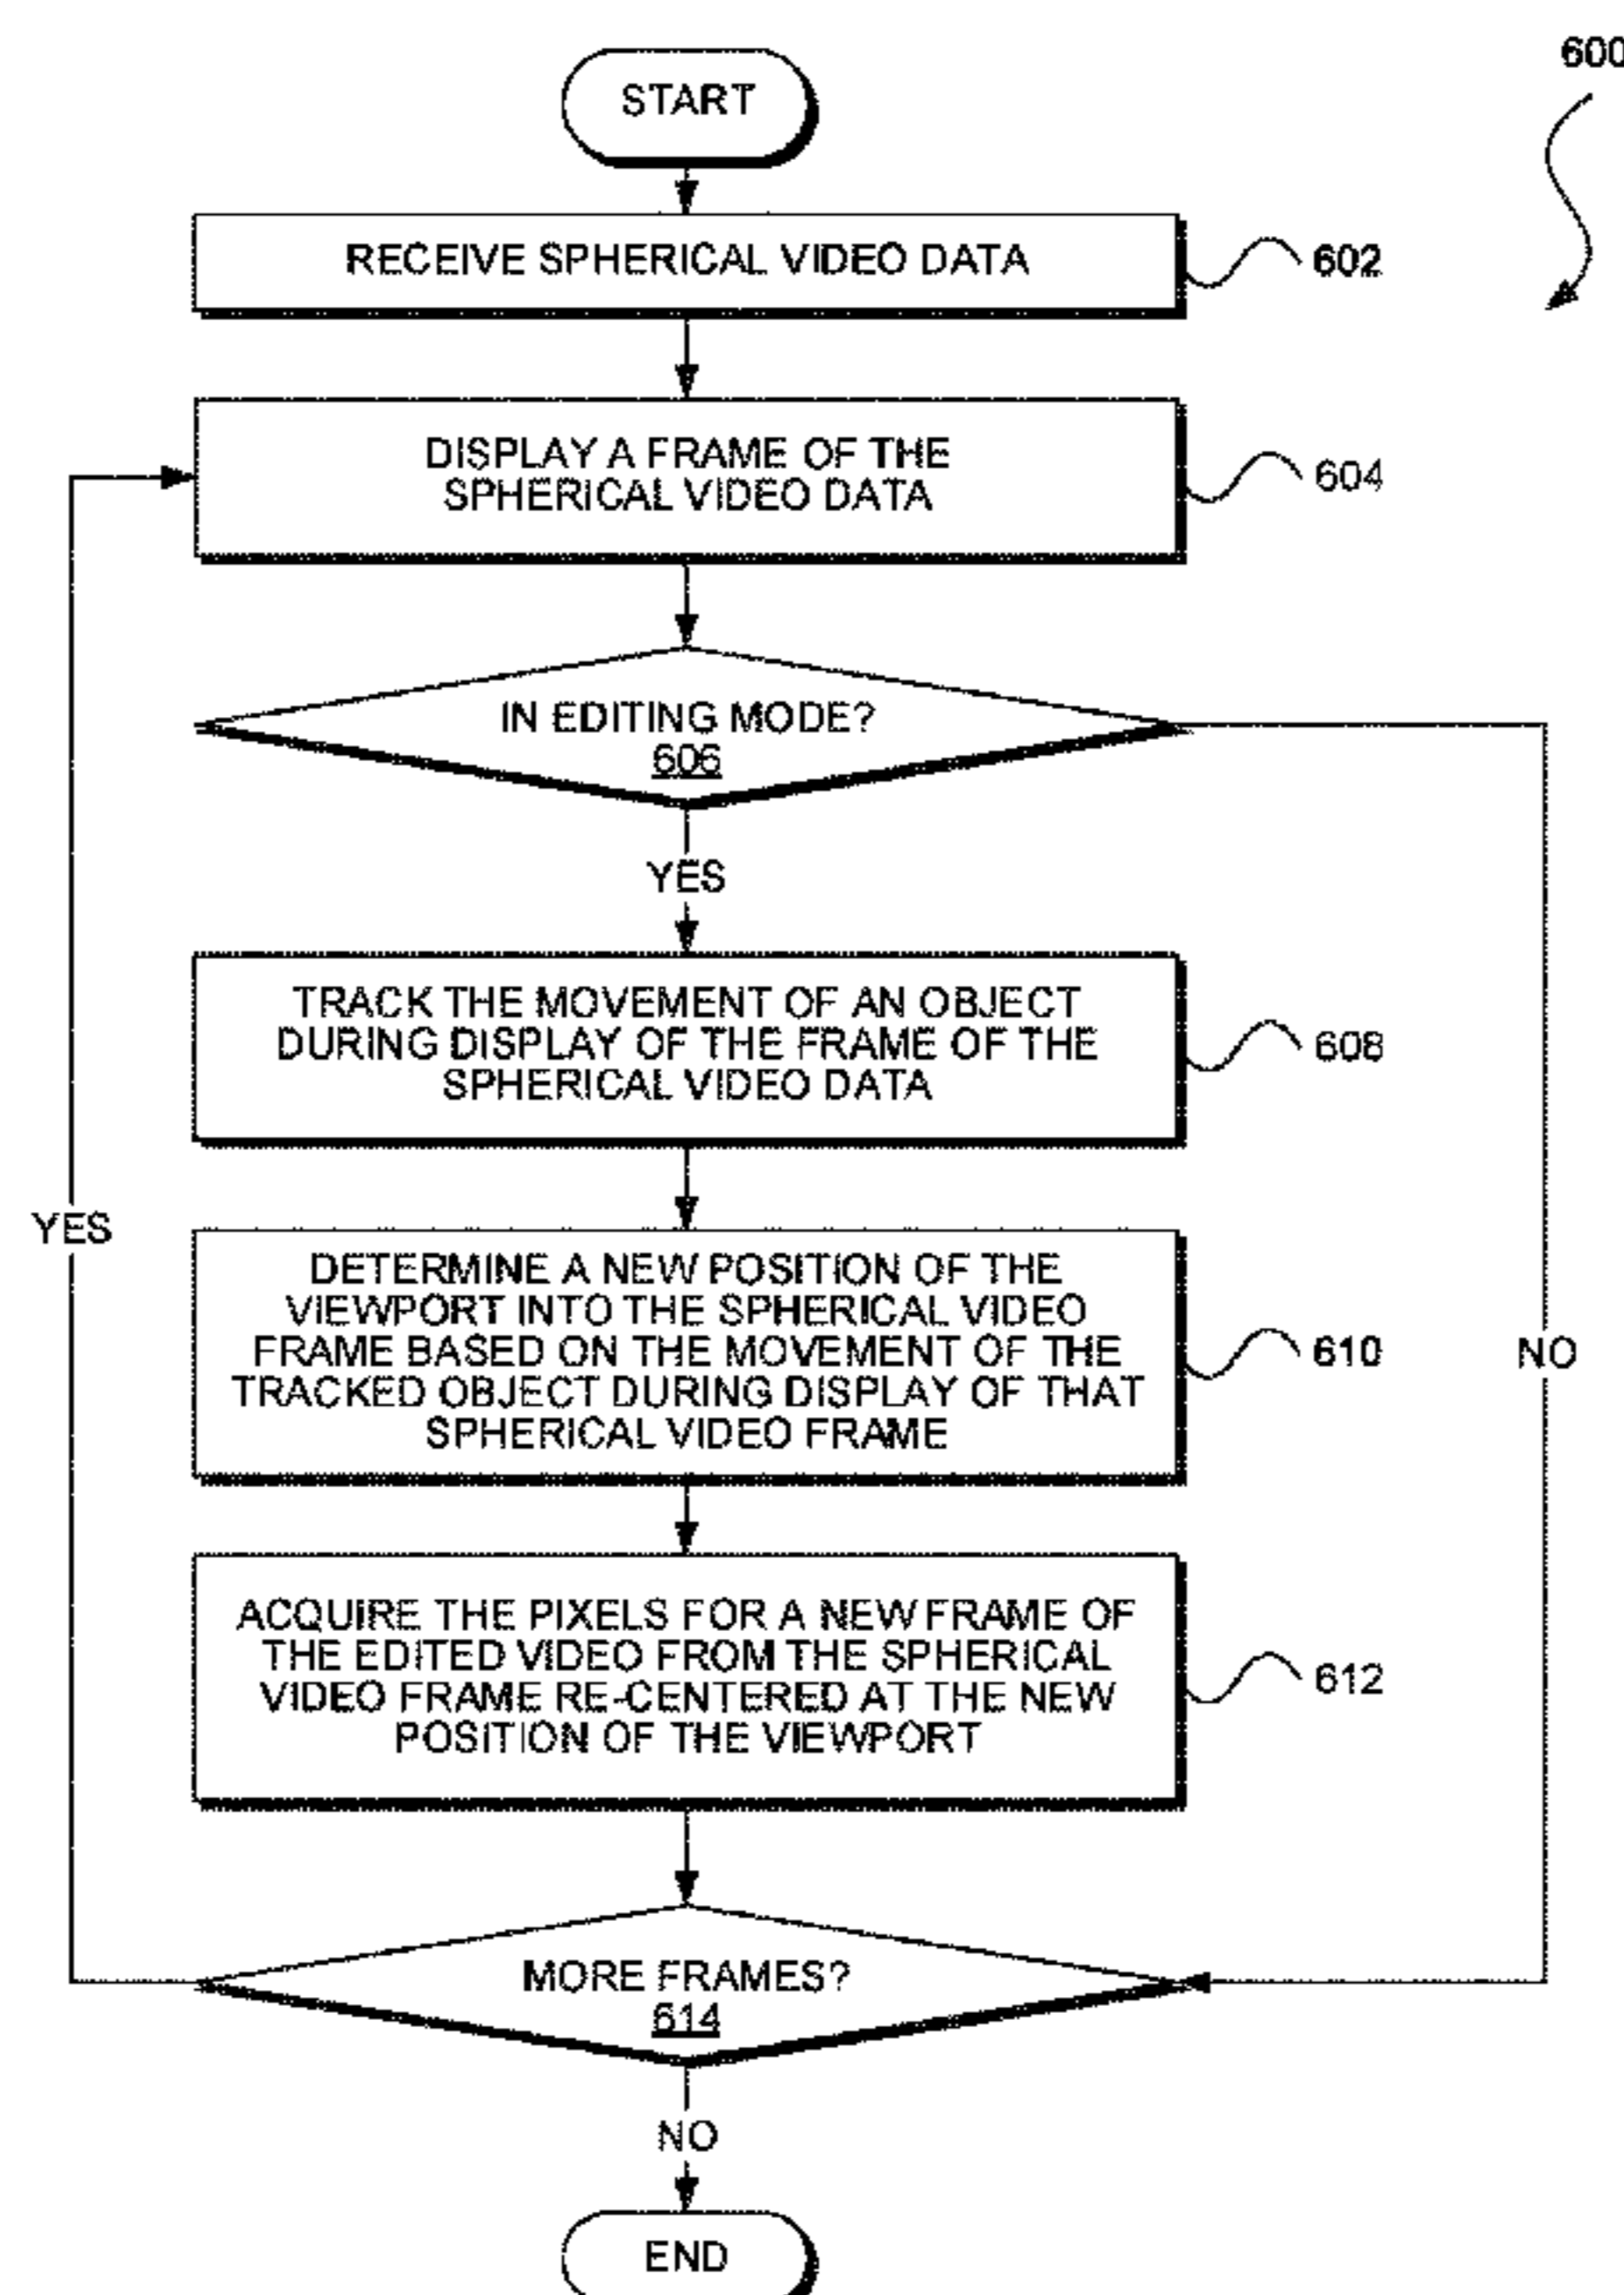 600
START
RECEIVE SPHERICAL VIDEO DATA
602
DISPLAY A FRAME OF THE
SPHERICAL VIDEO DATA
604
IN EDITING MODE?
606
YES
TRACK THE MOVEMENT OF AN OBJECT
DURING DISPLAY OF THE FRAME OF THE
SPHERICAL VIDEO DATA
608
YES
DETERMINE A NEW POSITION OF THE
VIEWPORT INTO THE SPHERICAL VIDEO
FRAME BASED ON THE MOVEMENT OF THE
TRACKED OBJECT DURING DISPLAY OF THAT
SPHERICAL VIDEO FRAME
610
NO
ACQUIRE THE PIXELS FOR A NEW FRAME OF
THE EDITED VIDEO FROM THE SPHERICAL
VIDEO FRAME RE-CENTERED AT THE NEW
POSITION OF THE VIEWPORT
612
MORE FRAMES?
614
NO
END